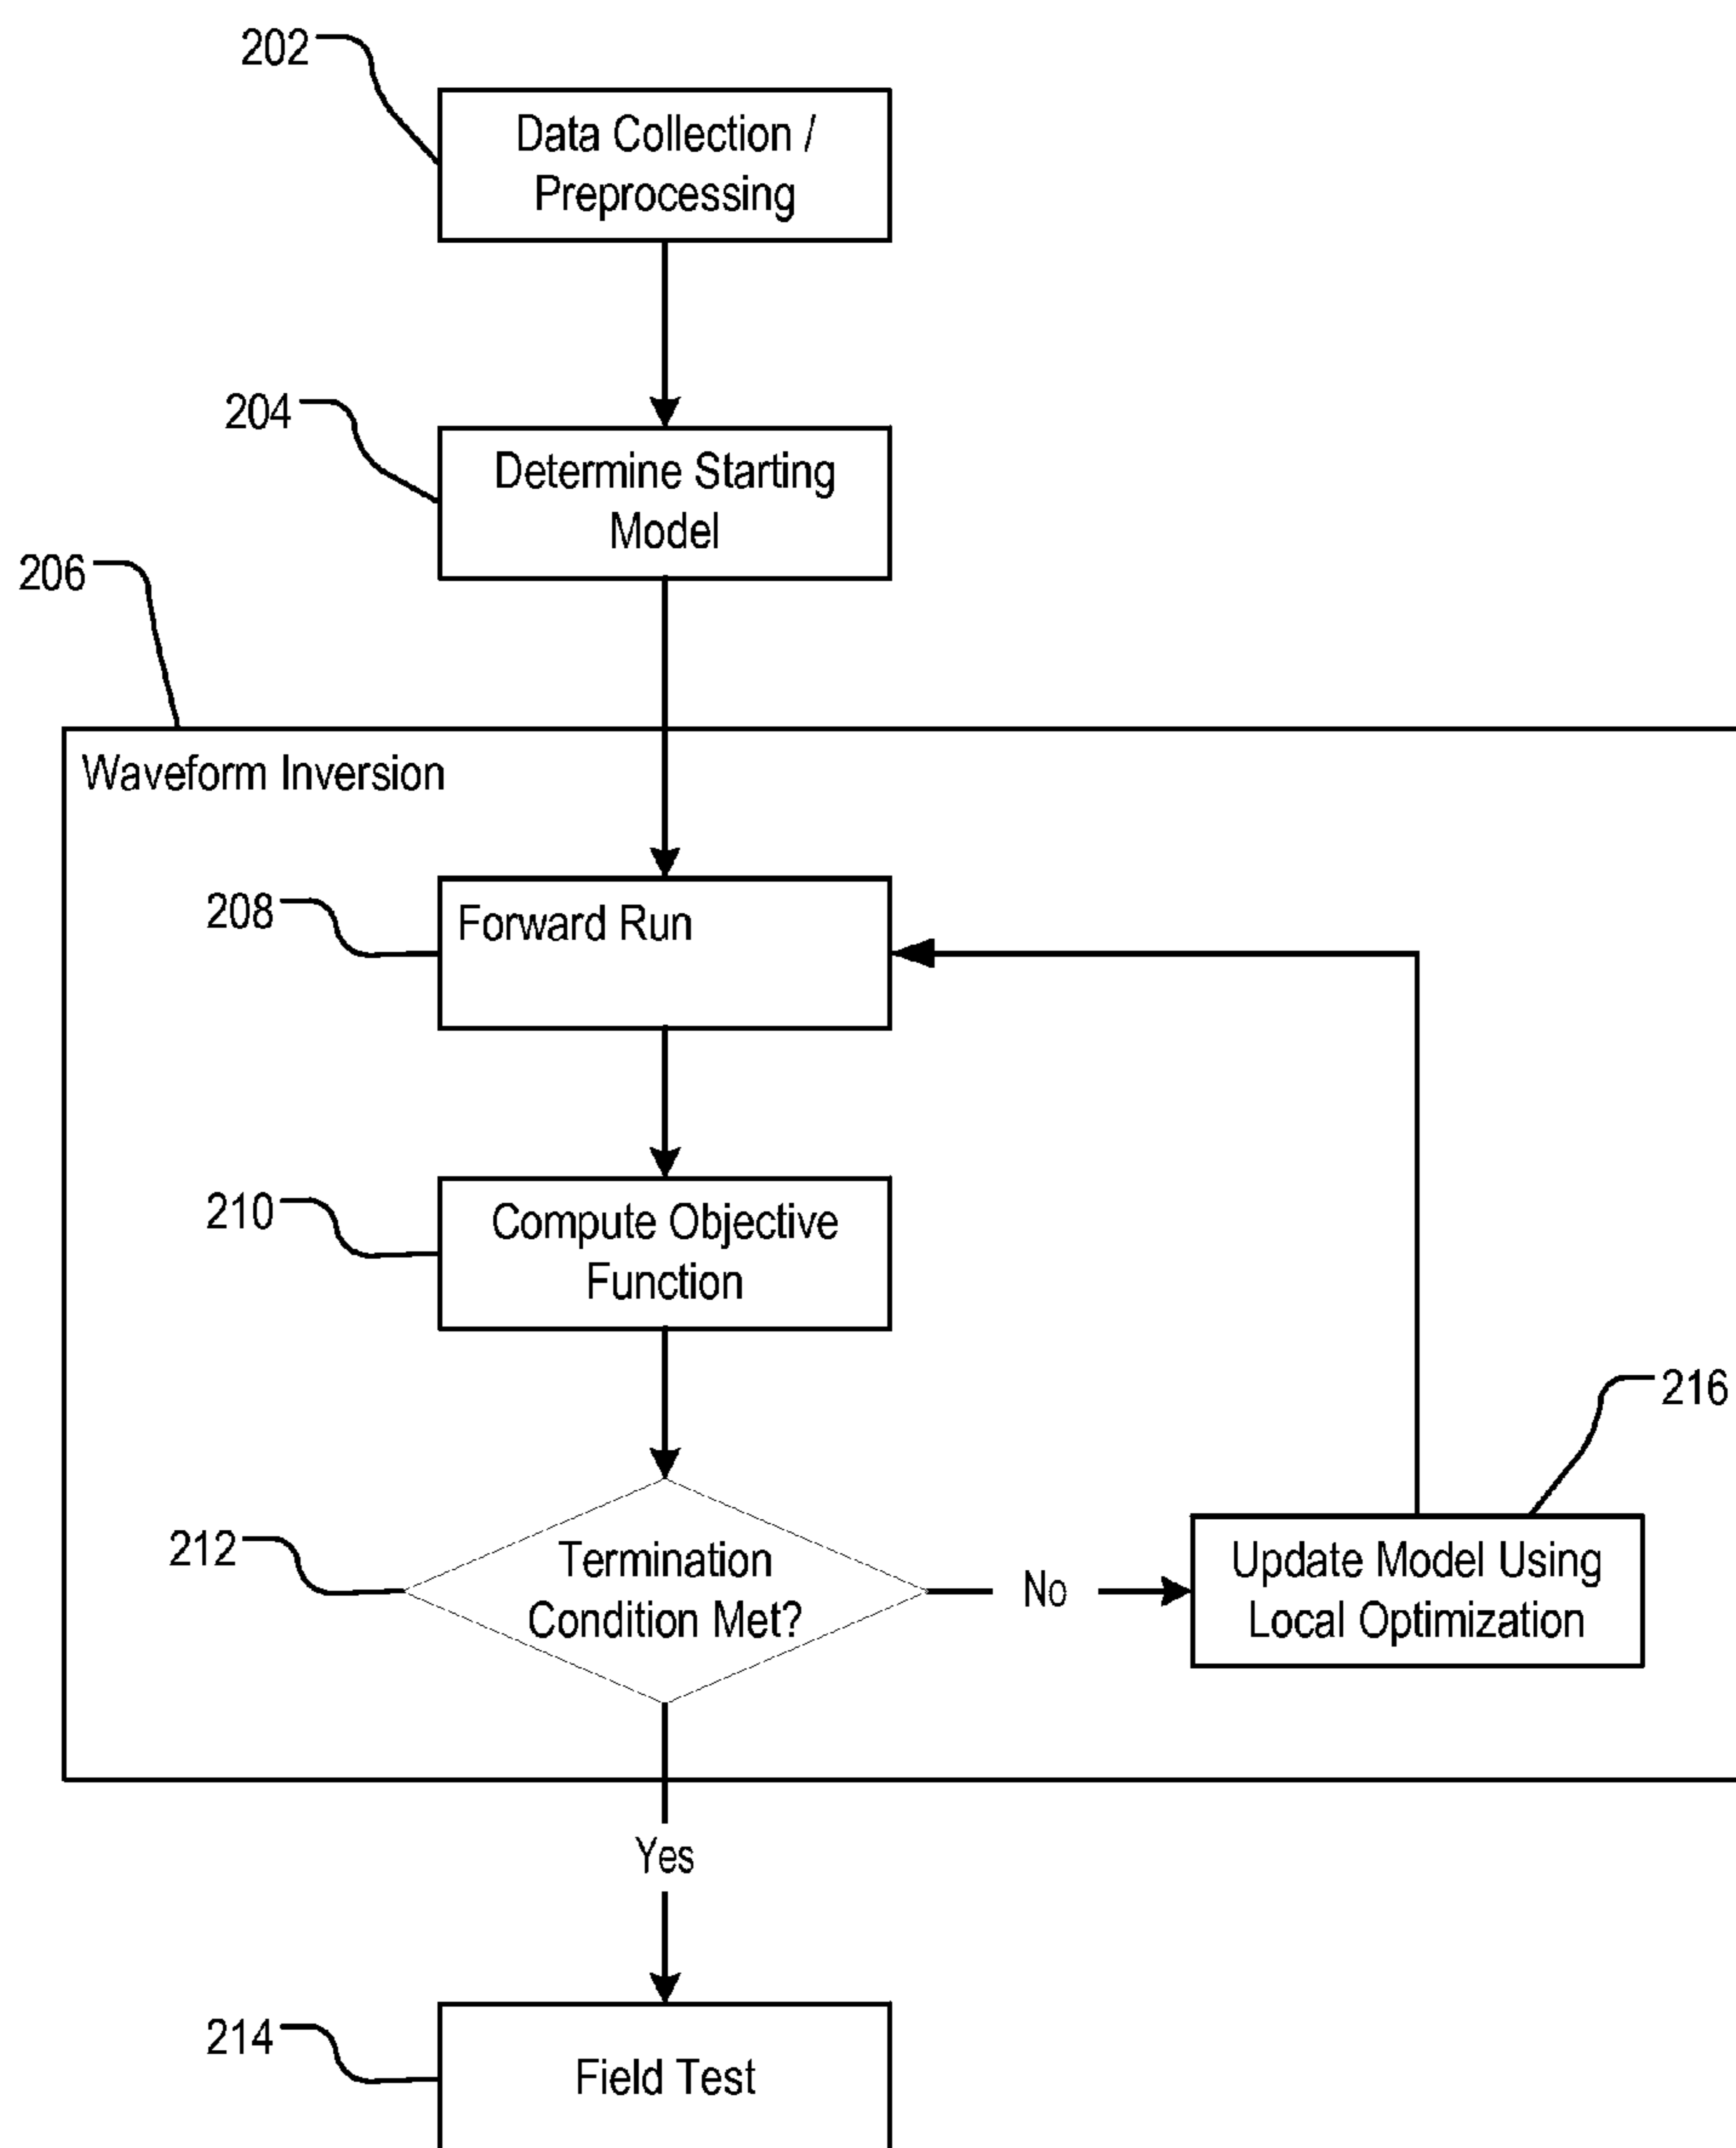 202
Data Collection /
Preprocessing
204
Determine Starting
Model
206
Waveform Inversion
208
Forward Run
210
Compute Objective
Function
216
212
Termination
Condition Met?
No
Update Model Using
Local Optimization
Yes
214
Field Test